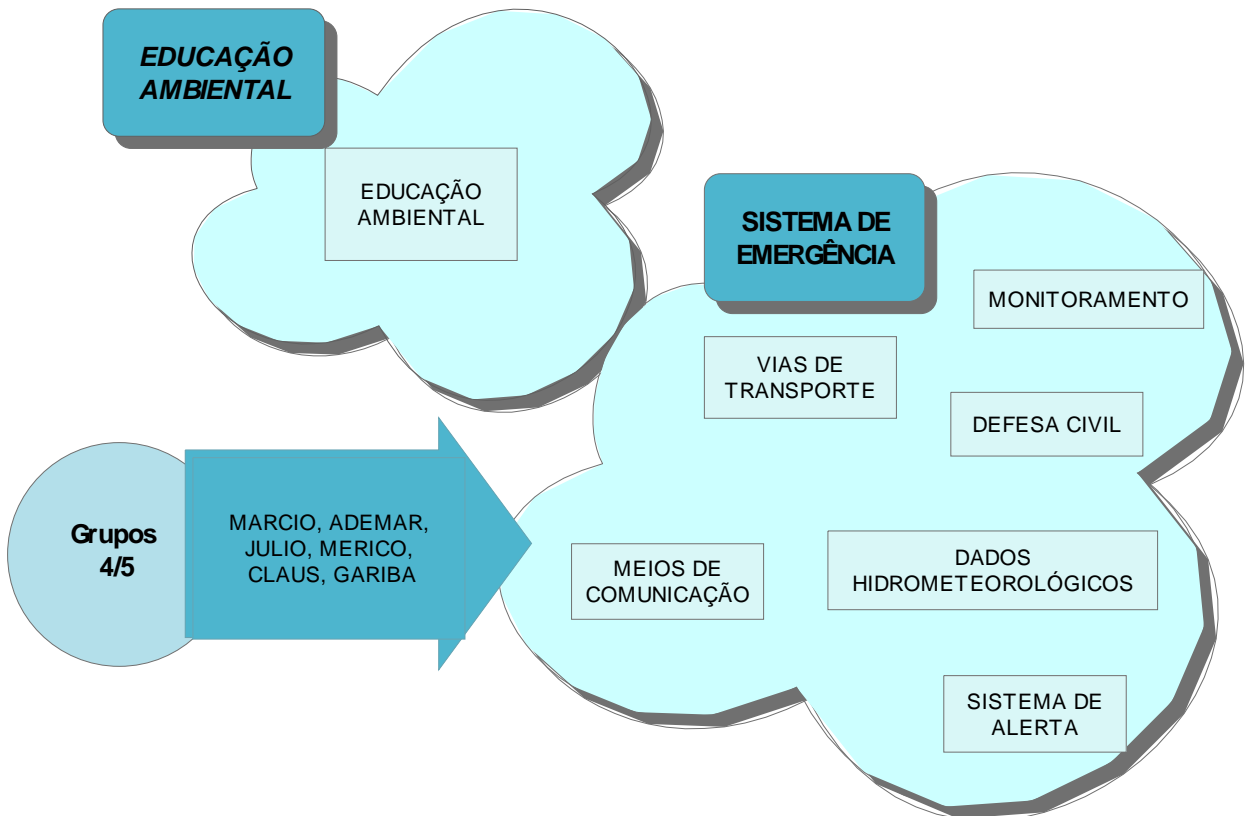 EDUCAÇÃO
AMBIENTAL
EDUCAÇÃO
AMBIENTAL
SISTEMA DE
EMERGÊNCIA
MONITORAMENTO
VIAS DE
TRANSPORTE
DEFESA CIVIL
Grupos
4/5
MARCIO, ADEMAR,
JULIO, MERICO,
CLAUS, GARIBA
MEIOS DE
COMUNICAÇÃO
DADOS
HIDROMETEOROLÓGICOS
SISTEMA DE
ALERTA